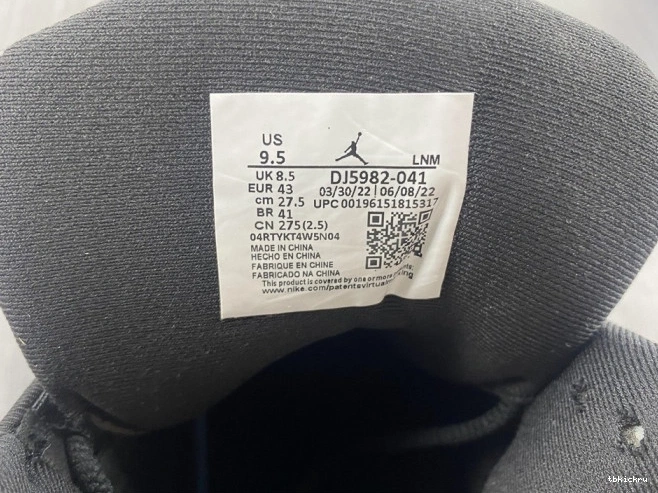 US
9.5
LNM
UK 8.5
DJ5982-041
EUR 43
03/30/22 | 06/08/22
cm 27.5
UPC 00196151815317
BR 41
CN 275(2.5)
04RTYKT4W5N04
MADE IN CHINA
HECHO EN CHINA
FABRIQUE EN CHINE
FABRICADO NA CHINA
This product is covered by one or more
www.nike.com/patentsvirtual
tbkickru